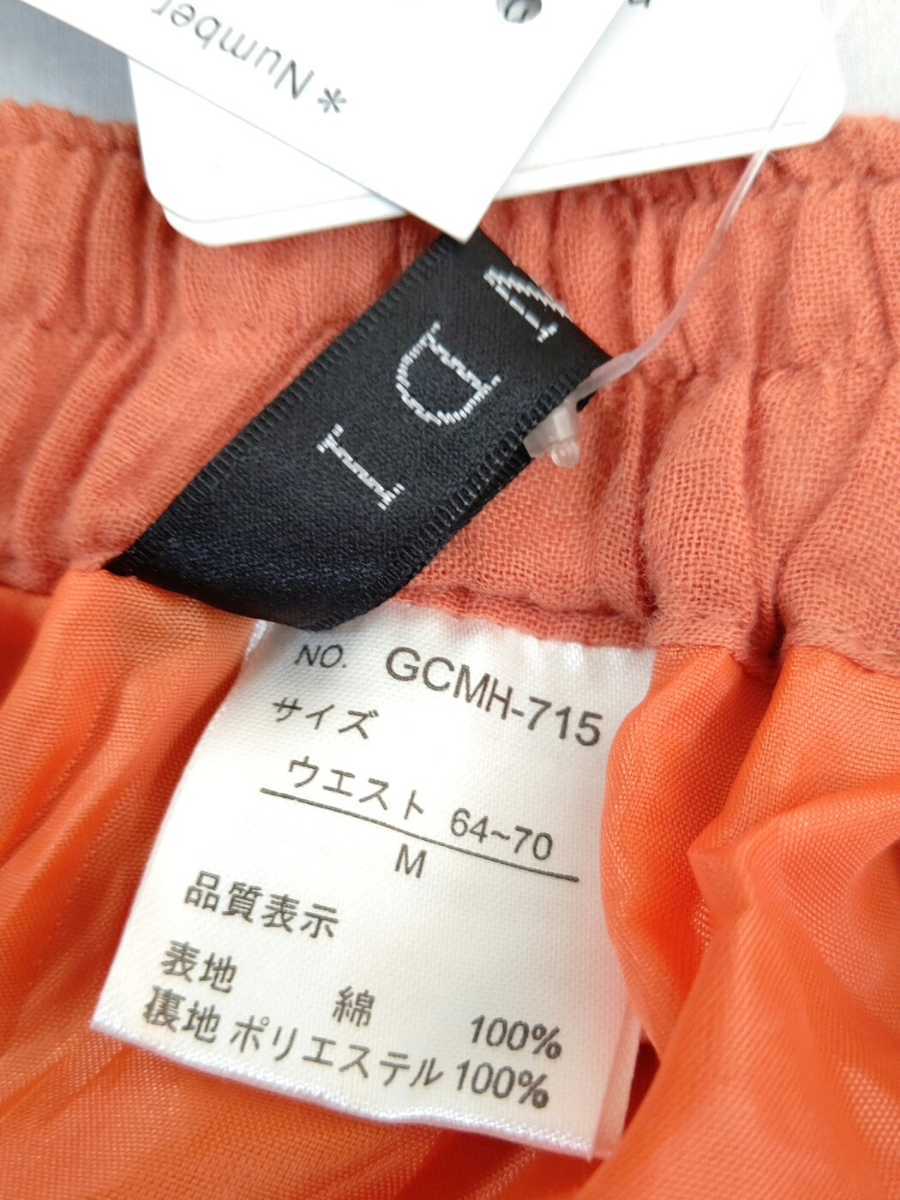 *Number
IDA
NO. GCMH-715
サイズ
ウエスト 64~70
M
品質表示
表地 綿 100%
裏地 ポリエステル 100%